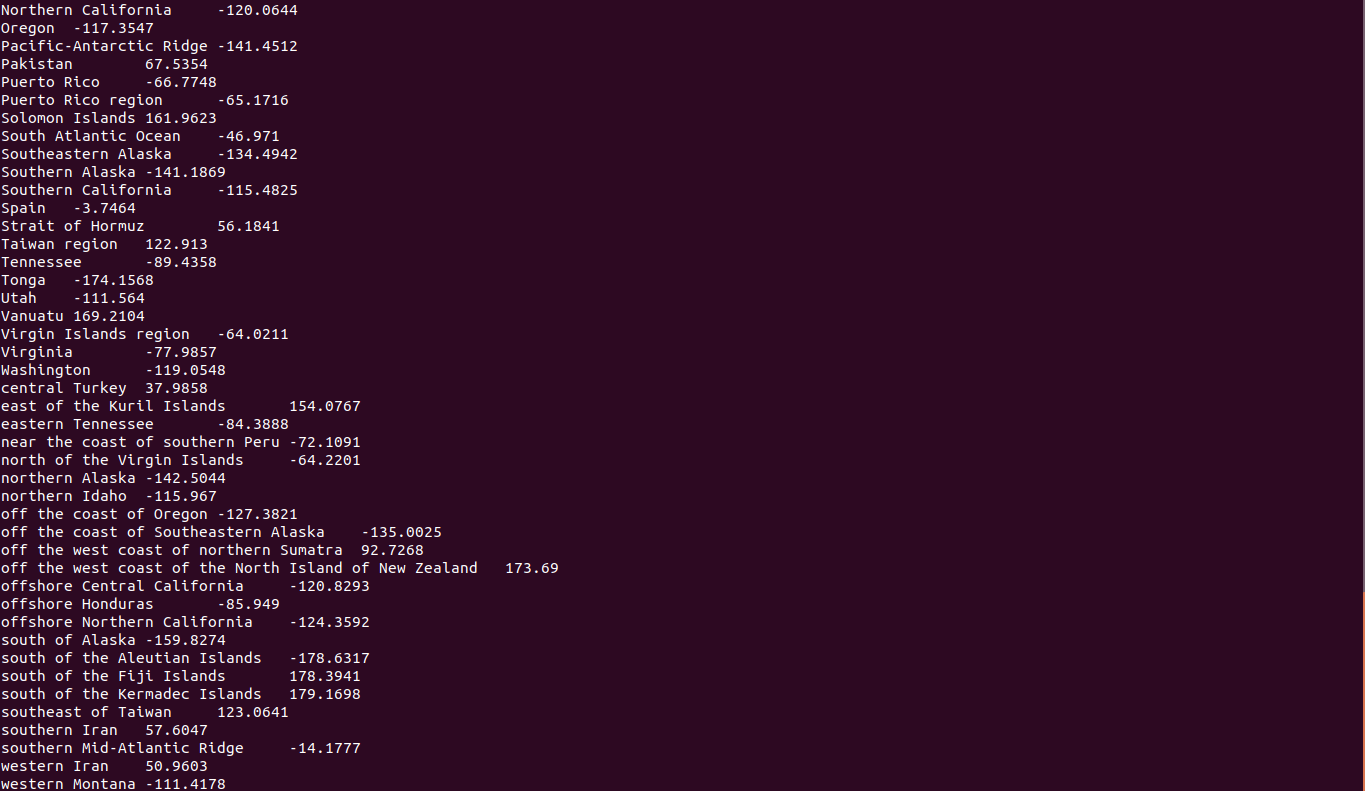 Northern California     -120.0644
Oregon  -117.3547
Pacific-Antarctic Ridge -141.4512
Pakistan        67.5354
Puerto Rico     -66.7748
Puerto Rico region      -65.1716
Solomon Islands 161.9623
South Atlantic Ocean    -46.971
Southeastern Alaska     -134.4942
Southern Alaska -141.1869
Southern California     -115.4825
Spain   -3.7464
Strait of Hormuz        56.1841
Taiwan region   122.913
Tennessee       -89.4358
Tonga   -174.1568
Utah    -111.564
Vanuatu 169.2104
Virgin Islands region   -64.0211
Virginia        -77.9857
Washington      -119.0548
central Turkey  37.9858
east of the Kuril Islands       154.0767
eastern Tennessee       -84.3888
near the coast of southern Peru -72.1091
north of the Virgin Islands     -64.2201
northern Alaska -142.5044
northern Idaho  -115.967
off the coast of Oregon -127.3821
off the coast of Southeastern Alaska    -135.0025
off the west coast of northern Sumatra  92.7268
off the west coast of the North Island of New Zealand   173.69
offshore Central California     -120.8293
offshore Honduras       -85.949
offshore Northern California    -124.3592
south of Alaska -159.8274
south of the Aleutian Islands   -178.6317
south of the Fiji Islands       178.3941
south of the Kermadec Islands   179.1698
southeast of Taiwan     123.0641
southern Iran   57.6047
southern Mid-Atlantic Ridge     -14.1777
western Iran    50.9603
western Montana -111.4178